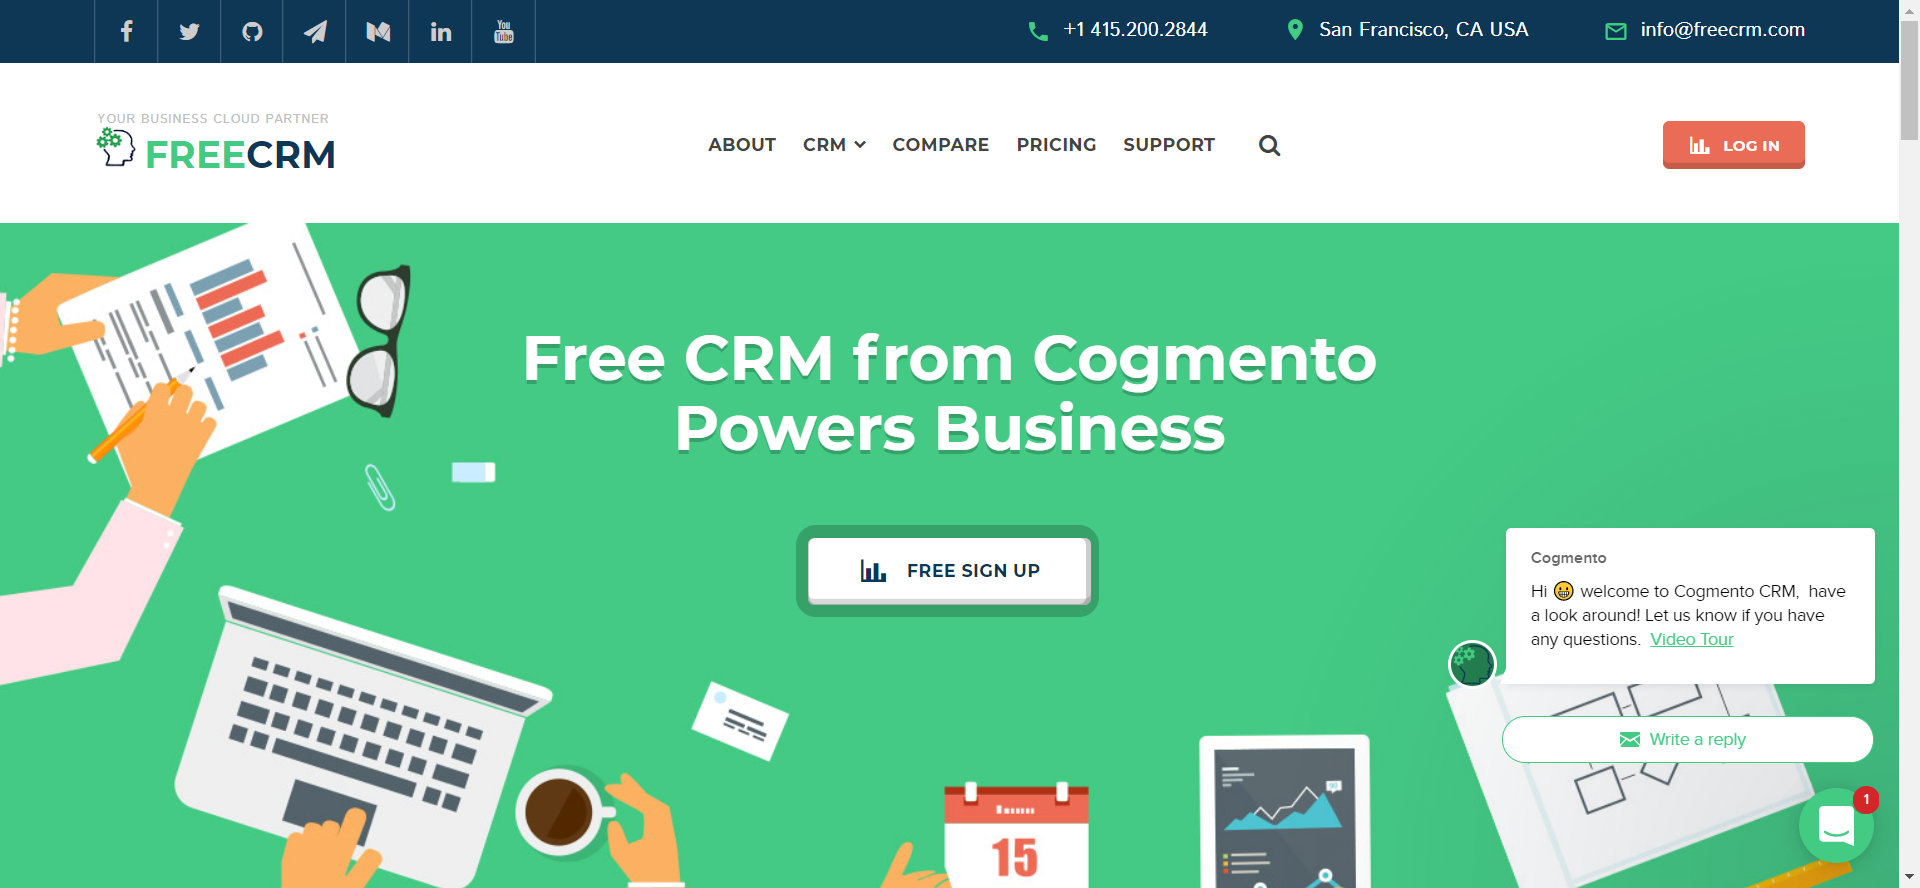 You
Tube
+1 415.200.2844
San Francisco, CA USA
info@freecrm.com
YOUR BUSINESS CLOUD PARTNER
FREECRM
ABOUT
CRM
COMPARE
PRICING
SUPPORT
LOG IN
Free CRM from Cogmento
Powers Business
FREE SIGN UP
Cogmento
Hi 😀 welcome to Cogmento CRM, have
a look around! Let us know if you have
any questions. Video Tour
Write a reply
1
15